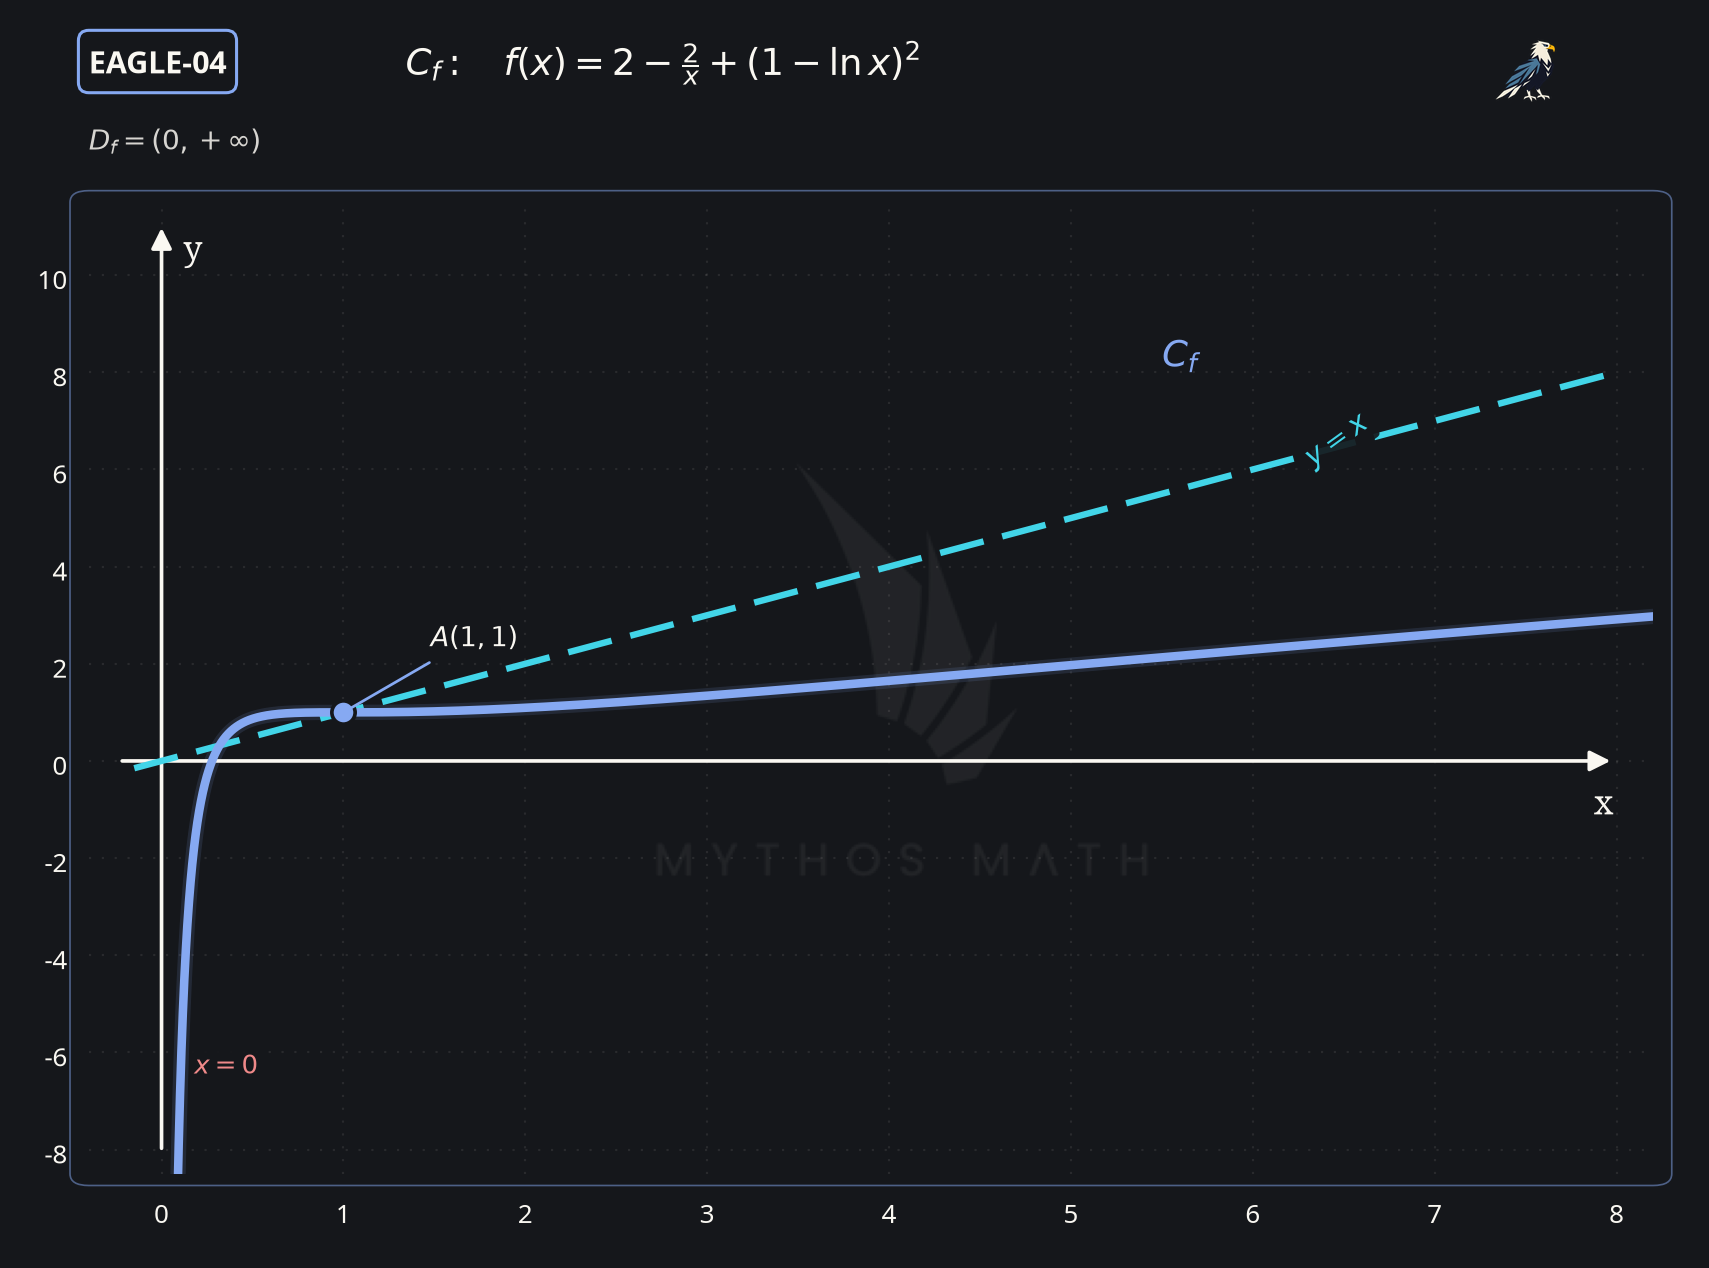 EAGLE-04
C_f :   f(x) = 2 − 2/x + (1 − ln x)²
D_f = (0, +∞)
y
10
8
6
4
2
0
-2
-4
-6
-8
C_f
y = x
A(1, 1)
x
MYTHOS MATH
x = 0
0 1 2 3 4 5 6 7 8